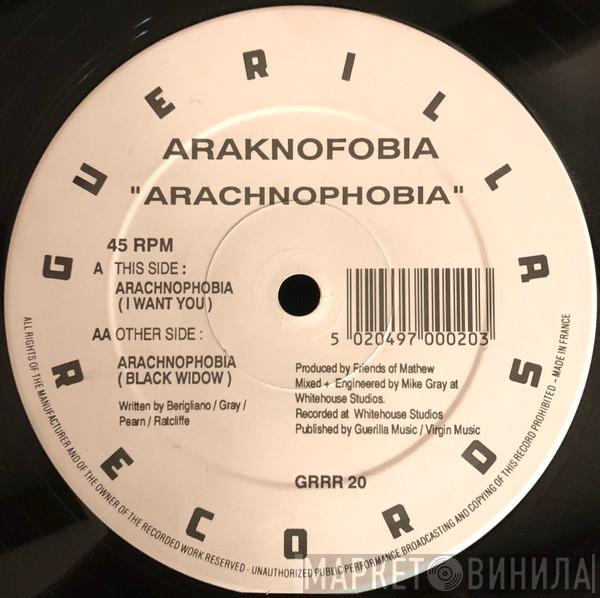 GUERILLA RECORDS
ARAKNOFOBIA
"ARACHNOPHOBIA"
45 RPM
A THIS SIDE :
ARACHNOPHOBIA
( I WANT YOU )
AA OTHER SIDE :
ARACHNOPHOBIA
( BLACK WIDOW )
Written by Berigliano / Gray /
Pearn / Ratcliffe
5 020497 000203
Produced by Friends of Mathew
Mixed + Engineered by Mike Gray at
Whitehouse Studios.
Recorded at Whitehouse Studios
Published by Guerilla Music / Virgin Music
GRRR 20
ALL RIGHTS OF THE MANUFACTURER AND OF THE OWNER OF THE RECORDED WORK RESERVED - UNAUTHORIZED PUBLIC PERFORMANCE BROADCASTING AND COPYING OF THIS RECORD PROHIBITED - MADE IN FRANCE
МАРКЕТ ВИНИЛА